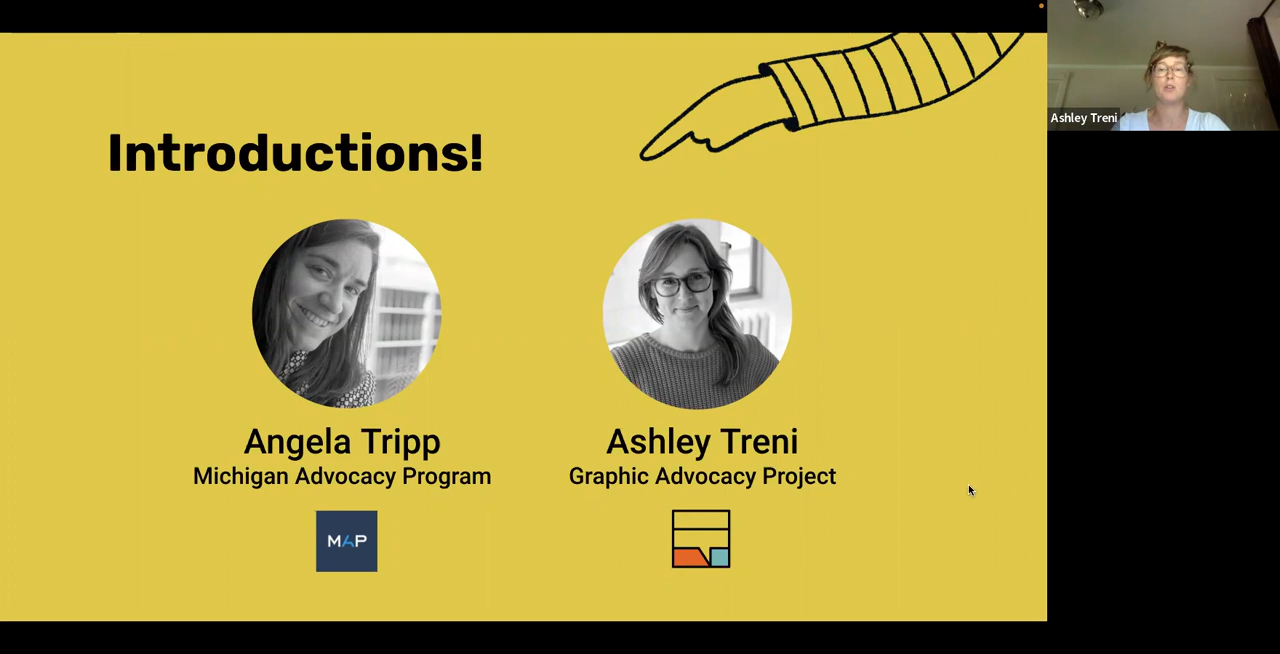 Introductions!
Ashley Treni
Angela Tripp
Michigan Advocacy Program
MAP
Ashley Treni
Graphic Advocacy Project